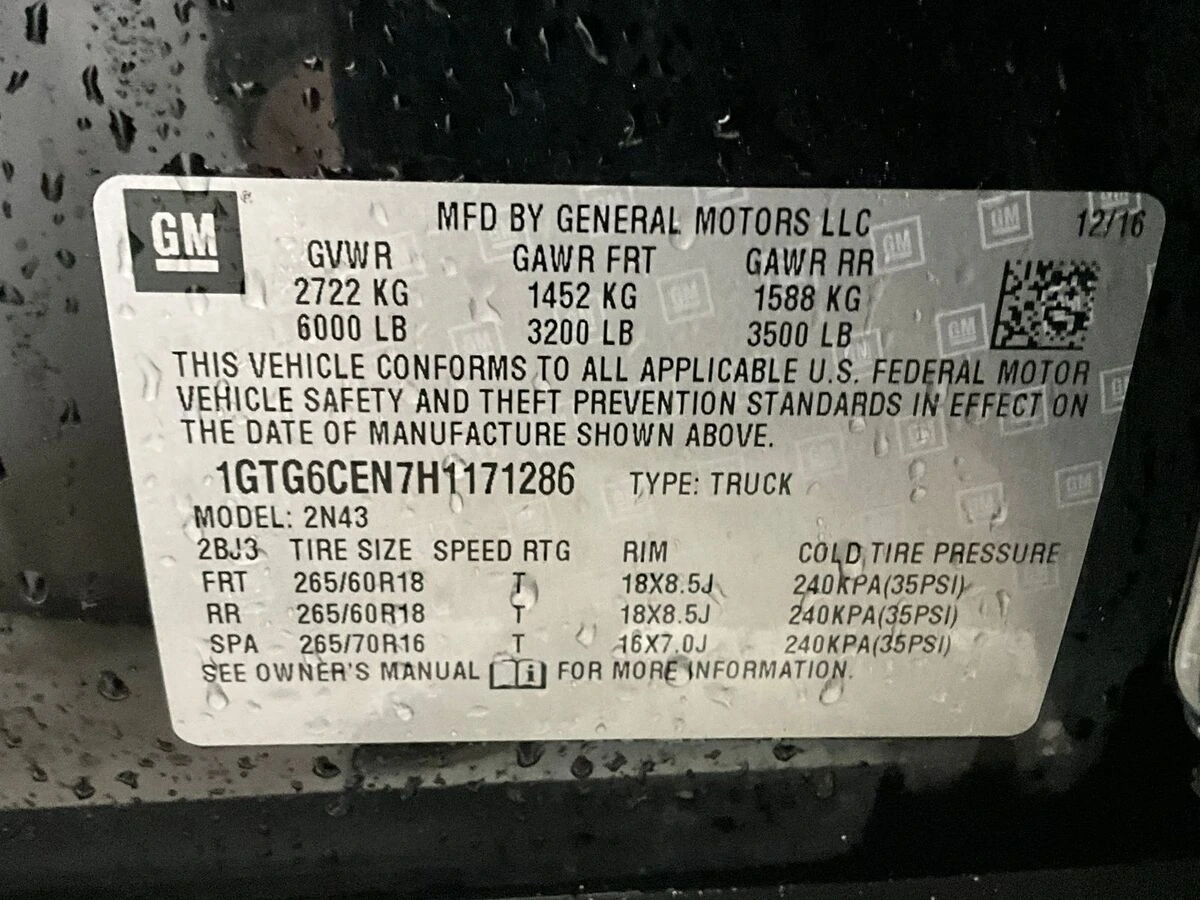 GM ®
MFD BY GENERAL MOTORS LLC 12/16
GVWR GAWR FRT GAWR RR
2722 KG 1452 KG 1588 KG
6000 LB 3200 LB 3500 LB
THIS VEHICLE CONFORMS TO ALL APPLICABLE U.S. FEDERAL MOTOR
VEHICLE SAFETY AND THEFT PREVENTION STANDARDS IN EFFECT ON
THE DATE OF MANUFACTURE SHOWN ABOVE.
1GTG6CEN7H1171286 TYPE: TRUCK
MODEL: 2N43
2BJ3 TIRE SIZE SPEED RTG RIM COLD TIRE PRESSURE
FRT 265/60R18 T 18X8.5J 240KPA(35PSI)
RR 265/60R18 T 18X8.5J 240KPA(35PSI)
SPA 265/70R16 T 16X7.0J 240KPA(35PSI)
SEE OWNER'S MANUAL i FOR MORE INFORMATION.